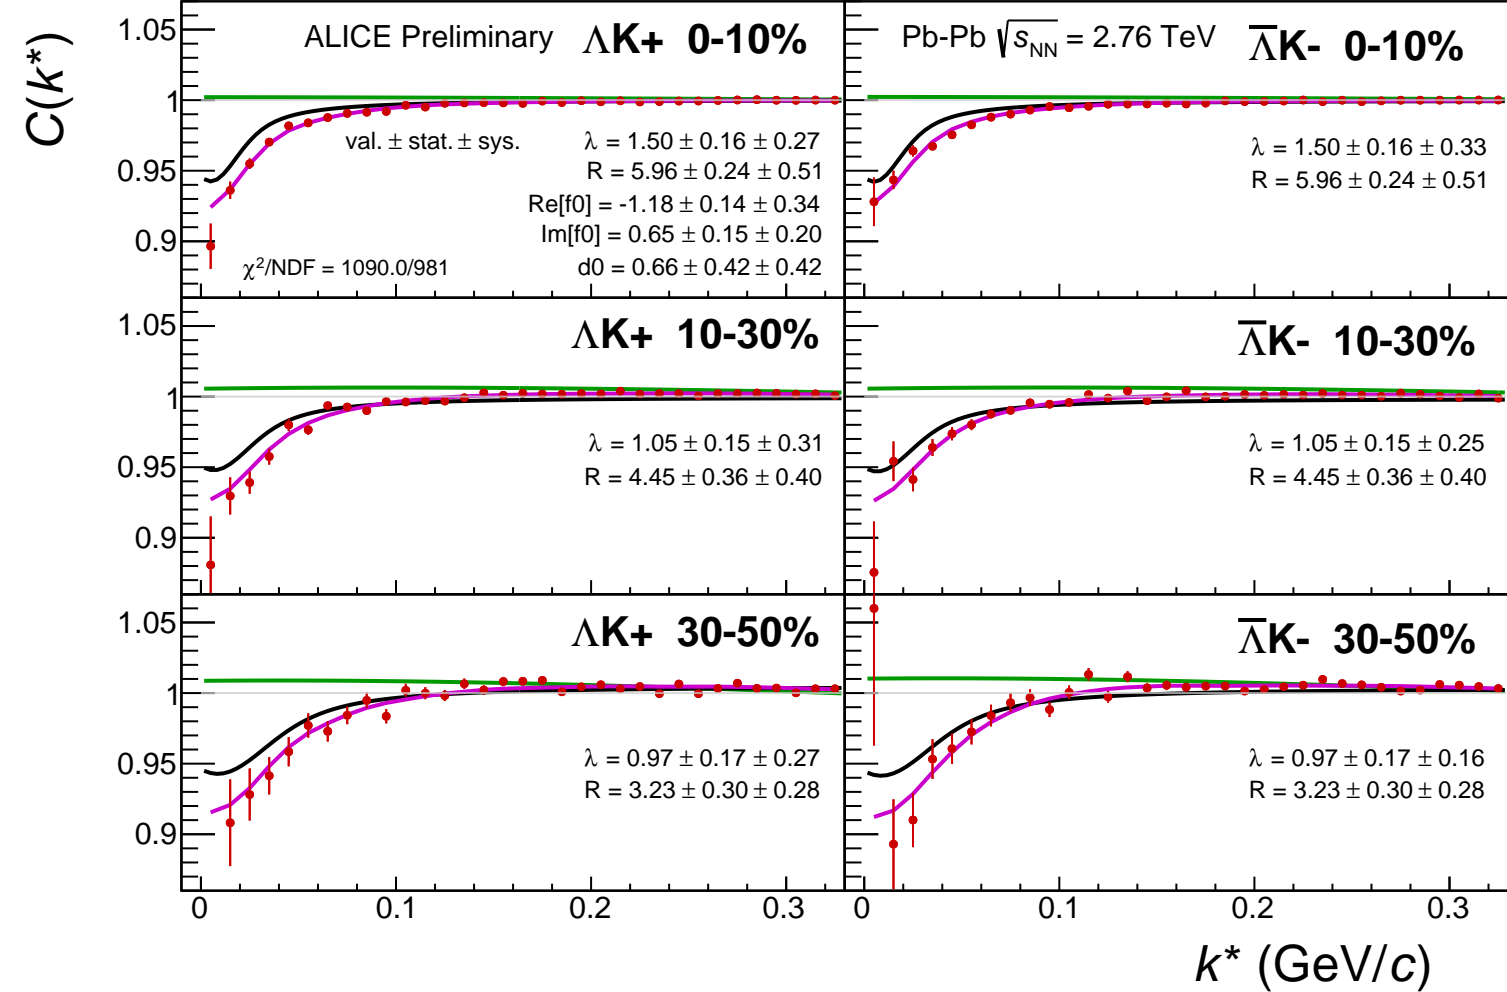 C(k*)
ALICE Preliminary ΛK+ 0-10%
val. ± stat. ± sys.
λ = 1.50 ± 0.16 ± 0.27
R = 5.96 ± 0.24 ± 0.51
Re[f0] = -1.18 ± 0.14 ± 0.34
Im[f0] = 0.65 ± 0.15 ± 0.20
χ²/NDF = 1090.0/981
d0 = 0.66 ± 0.42 ± 0.42
1.05
1
0.95
0.9
Pb-Pb √sNN = 2.76 TeV Λ̅K- 0-10%
λ = 1.50 ± 0.16 ± 0.33
R = 5.96 ± 0.24 ± 0.51
ΛK+ 10-30%
λ = 1.05 ± 0.15 ± 0.31
R = 4.45 ± 0.36 ± 0.40
1.05
1
0.95
0.9
Λ̅K- 10-30%
λ = 1.05 ± 0.15 ± 0.25
R = 4.45 ± 0.36 ± 0.40
ΛK+ 30-50%
λ = 0.97 ± 0.17 ± 0.27
R = 3.23 ± 0.30 ± 0.28
1.05
1
0.95
0.9
Λ̅K- 30-50%
λ = 0.97 ± 0.17 ± 0.16
R = 3.23 ± 0.30 ± 0.28
0 0.1 0.2 0.3
0 0.1 0.2 0.3
k* (GeV/c)